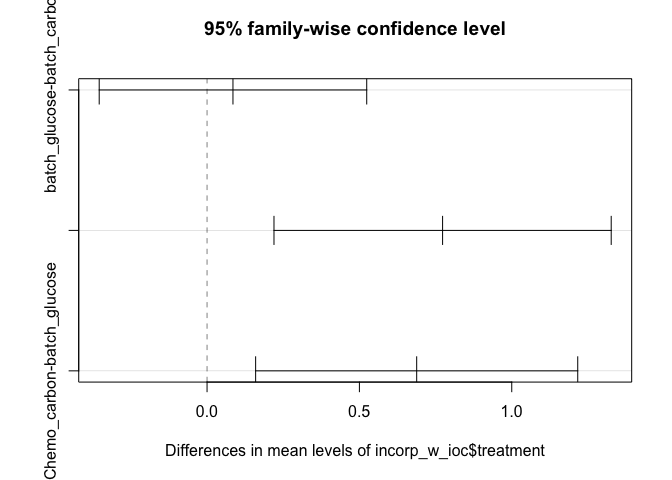 95% family-wise confidence level
batch_glucose-batch_carbo
Chemo_carbon-batch_glucose
0.0 0.5 1.0
Differences in mean levels of incorp_w_ioc$treatment